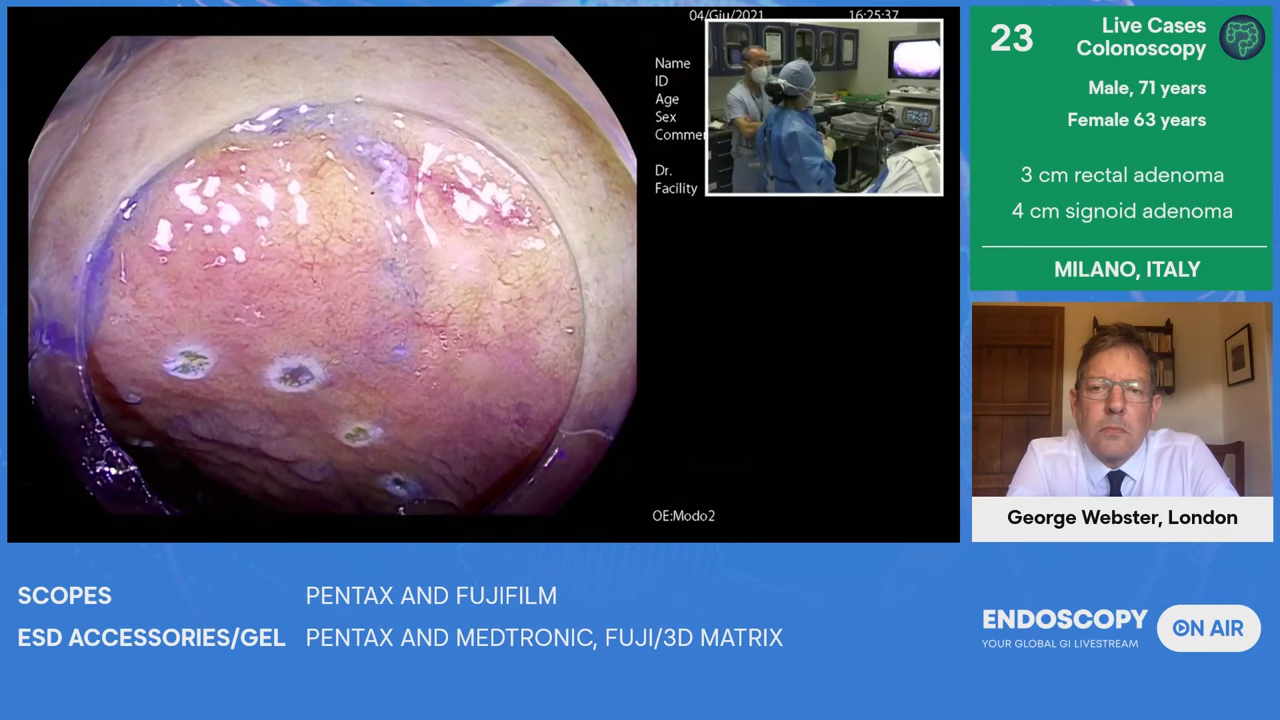 04/Giu/2021 16:25:37
Name
ID
Age
Sex
Comme
Dr.
Facility
OE:Modo2
23
Live Cases
Colonoscopy
Male, 71 years
Female 63 years
3 cm rectal adenoma
4 cm signoid adenoma
MILANO, ITALY
George Webster, London
SCOPES PENTAX AND FUJIFILM
ESD ACCESSORIES/GEL PENTAX AND MEDTRONIC, FUJI/3D MATRIX
ENDOSCOPY
YOUR GLOBAL GI LIVESTREAM
ON AIR